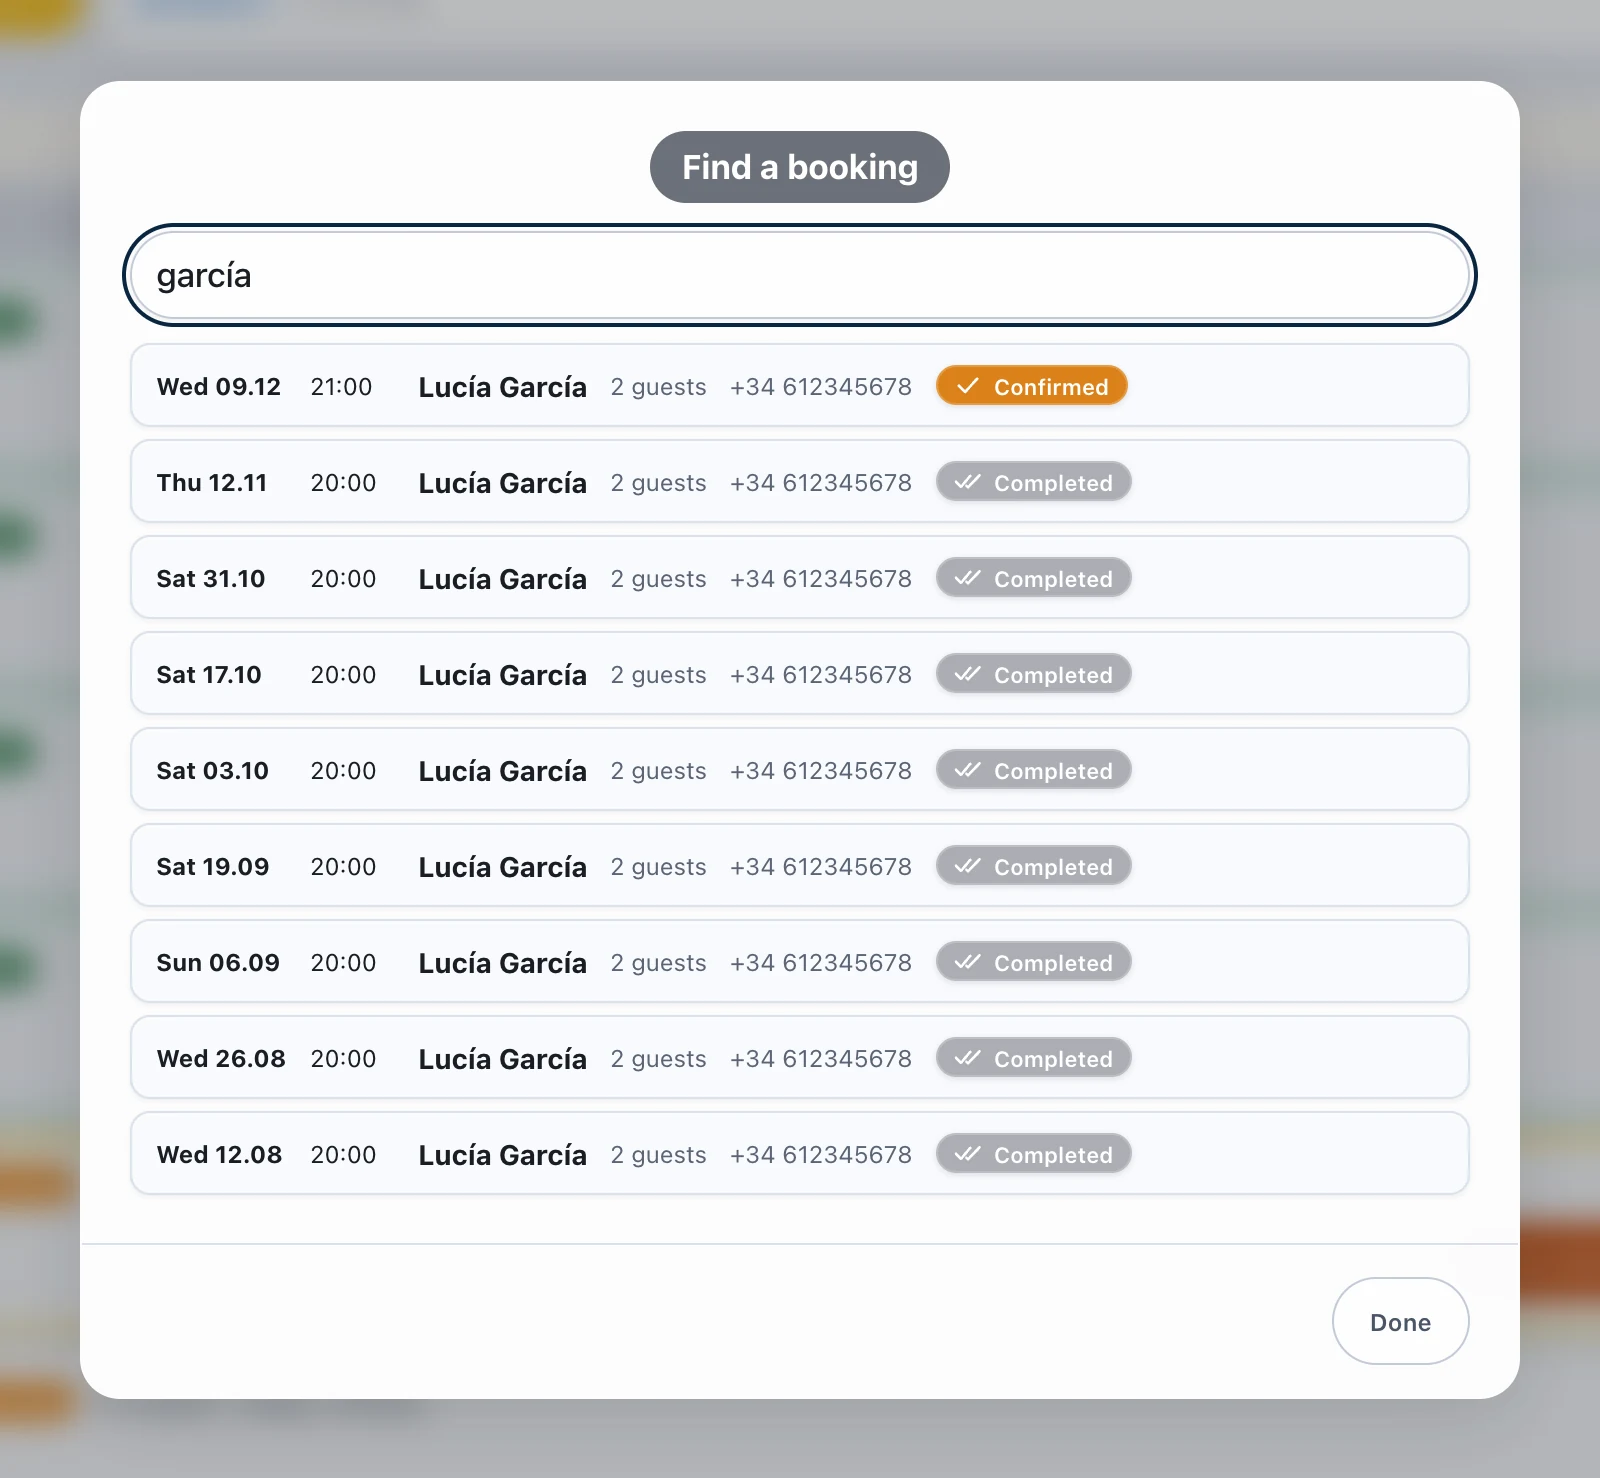 Find a booking
garcía
Wed 09.12 21:00 Lucía García 2 guests +34 612345678 Confirmed
Thu 12.11 20:00 Lucía García 2 guests +34 612345678 Completed
Sat 31.10 20:00 Lucía García 2 guests +34 612345678 Completed
Sat 17.10 20:00 Lucía García 2 guests +34 612345678 Completed
Sat 03.10 20:00 Lucía García 2 guests +34 612345678 Completed
Sat 19.09 20:00 Lucía García 2 guests +34 612345678 Completed
Sun 06.09 20:00 Lucía García 2 guests +34 612345678 Completed
Wed 26.08 20:00 Lucía García 2 guests +34 612345678 Completed
Wed 12.08 20:00 Lucía García 2 guests +34 612345678 Completed
Done